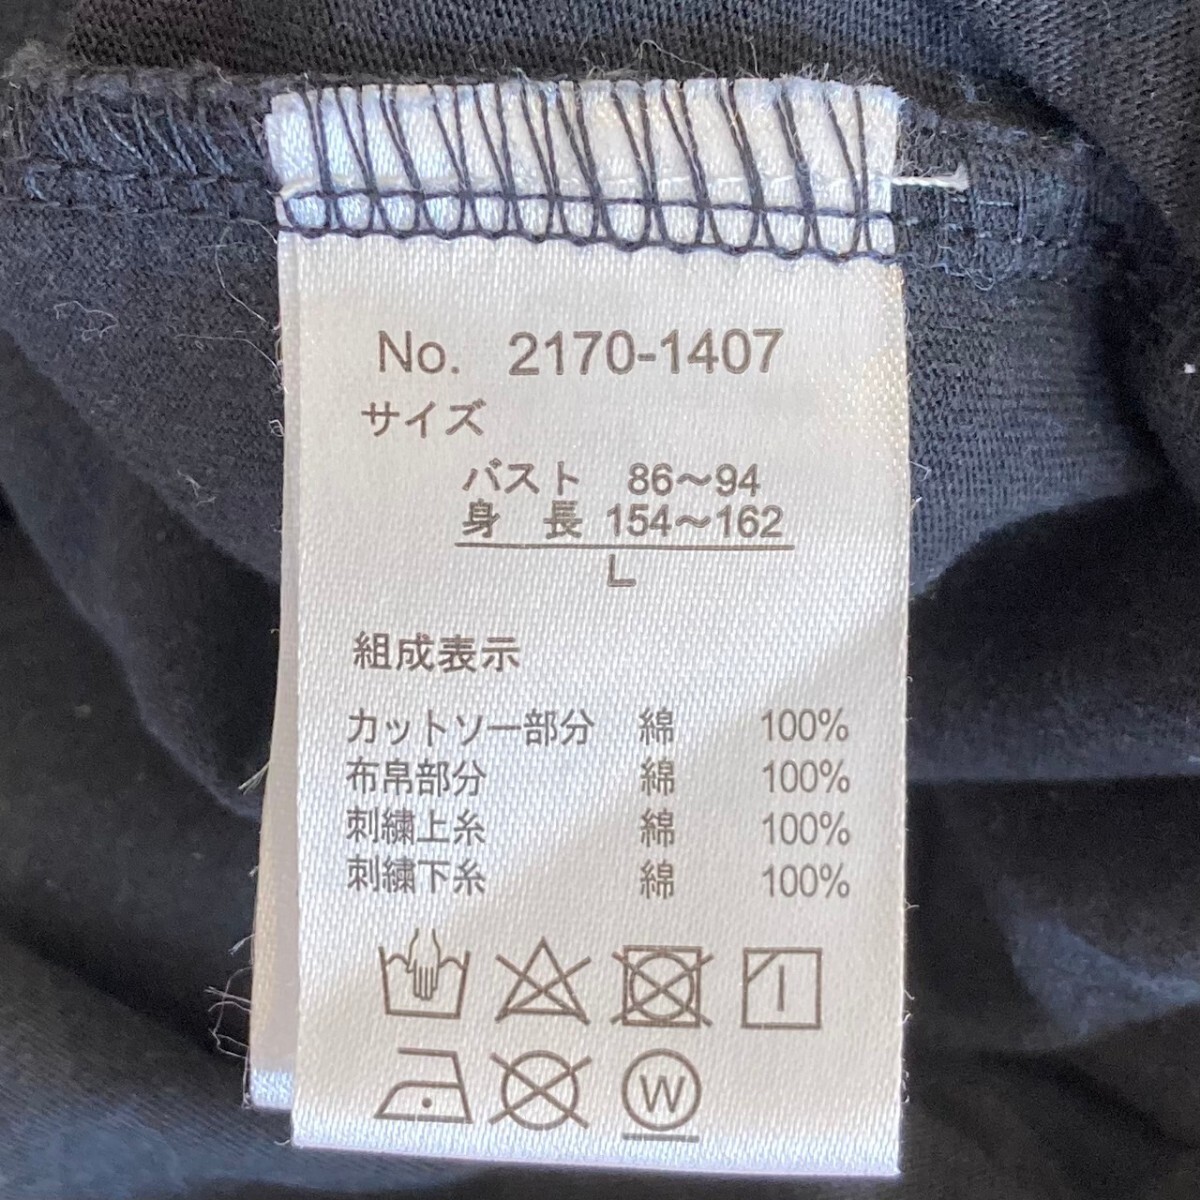 No. 2170-1407
サイズ
バスト 86～94
身 長 154～162
L
組成表示
カットソー部分 綿 100%
布帛部分 綿 100%
刺繍上糸 綿 100%
刺繍下糸 綿 100%
W